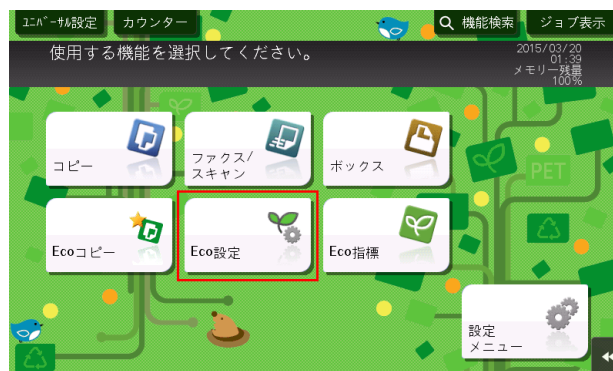 ﾕﾆﾊﾞｰｻﾙ設定
カウンター
機能検索
ジョブ表示
使用する機能を選択してください。
2015/03/20
01:39
メモリー残量
100%
コピー
ファクス/
スキャン
ボックス
PET
Ecoコピー
Eco設定
Eco指標
設定
メニュー